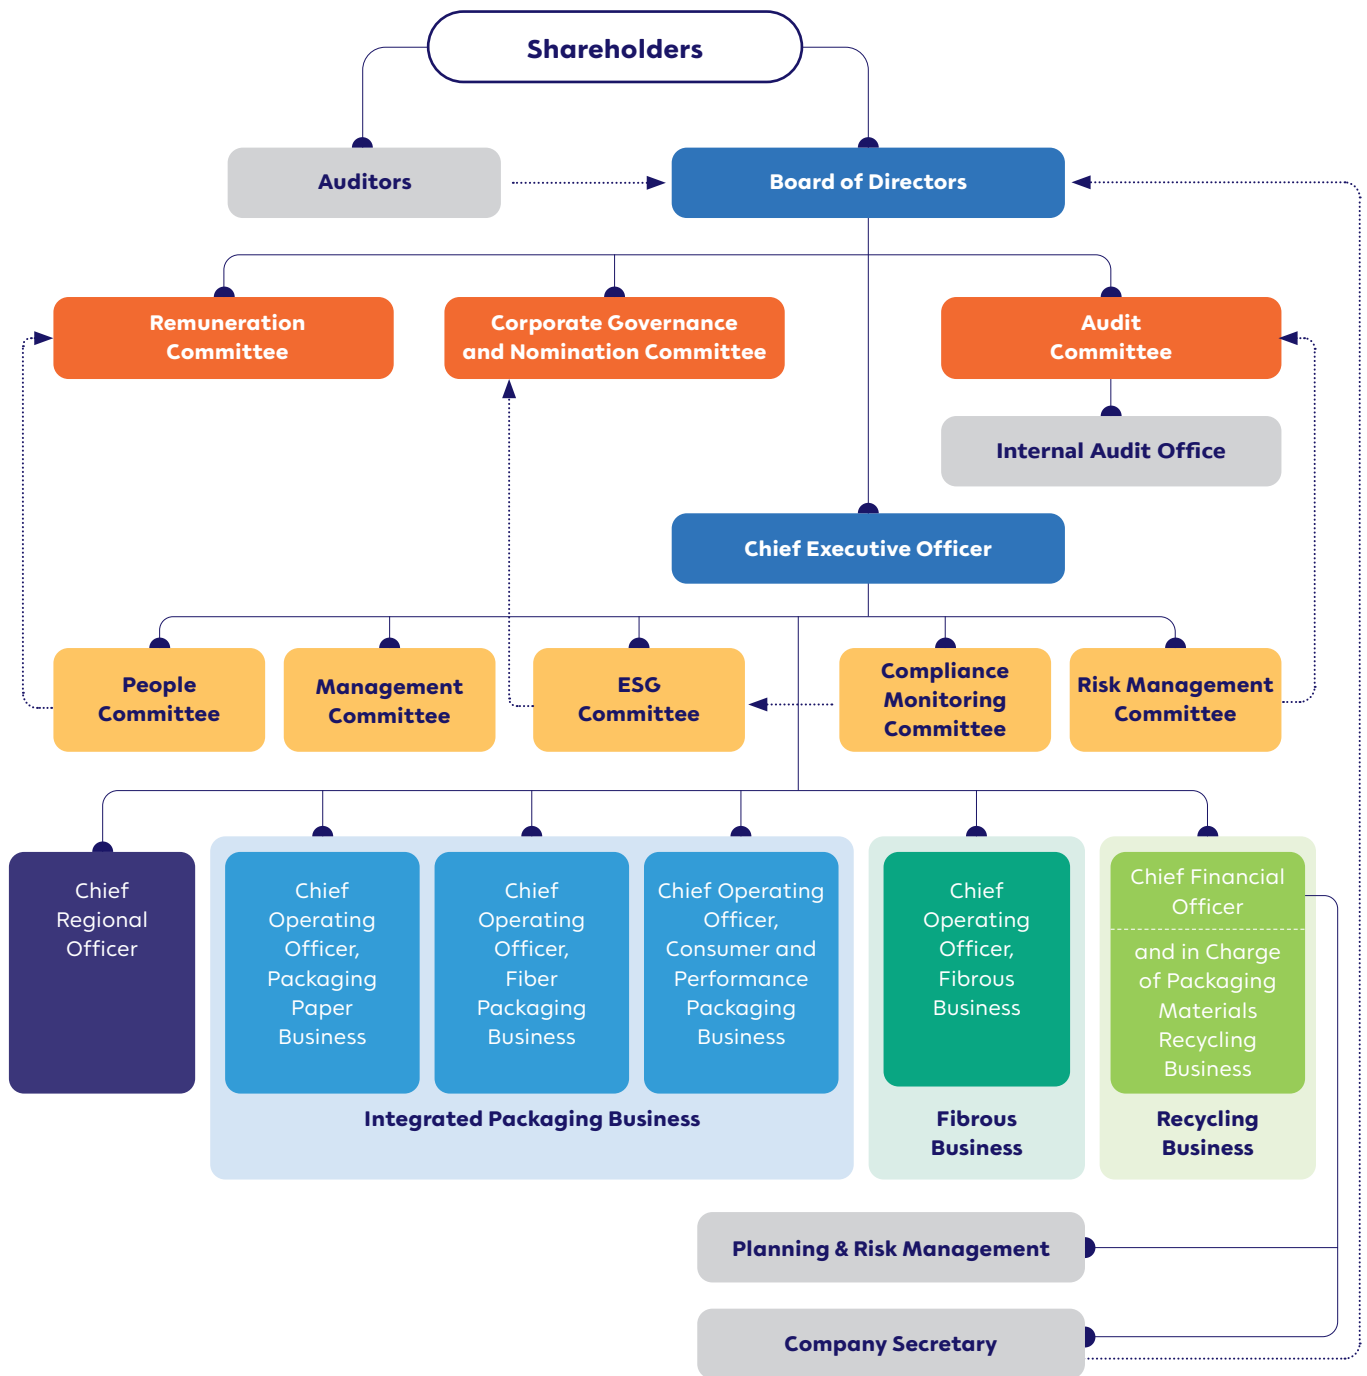 Shareholders
Auditors
Board of Directors
Remuneration
Committee
Corporate Governance
and Nomination Committee
Audit
Committee
Internal Audit Office
Chief Executive Officer
People
Committee
Management
Committee
ESG
Committee
Compliance
Monitoring
Committee
Risk Management
Committee
Chief
Regional
Officer
Chief
Operating
Officer,
Packaging
Paper
Business
Chief
Operating
Officer,
Fiber
Packaging
Business
Chief Operating
Officer,
Consumer and
Performance
Packaging
Business
Chief
Operating
Officer,
Fibrous
Business
Chief Financial
Officer
and in Charge
of Packaging
Materials
Recycling
Business
Integrated Packaging Business
Fibrous
Business
Recycling
Business
Planning & Risk Management
Company Secretary